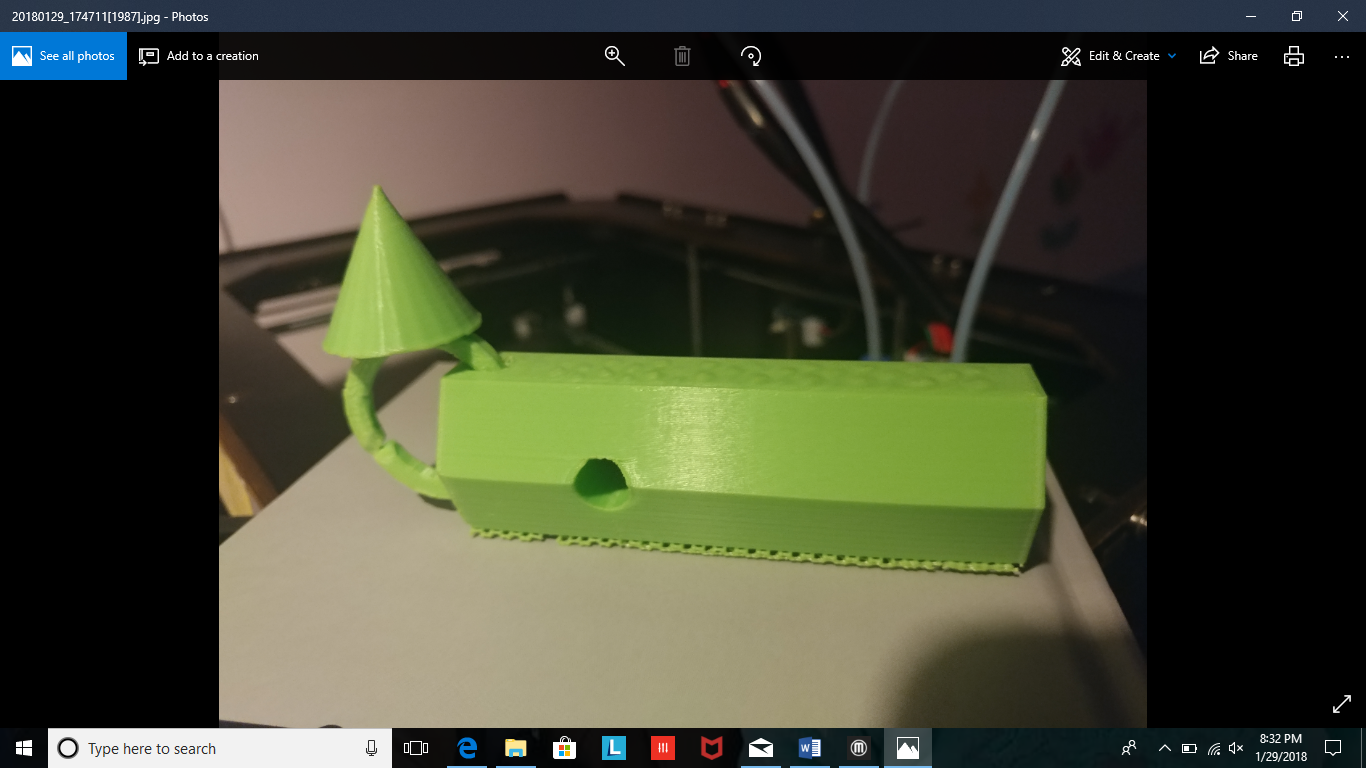 20180129_174711[1987].jpg - Photos
See all photos
Add to a creation
Edit & Create
Share
Type here to search
L
W
M
8:32 PM
1/29/2018